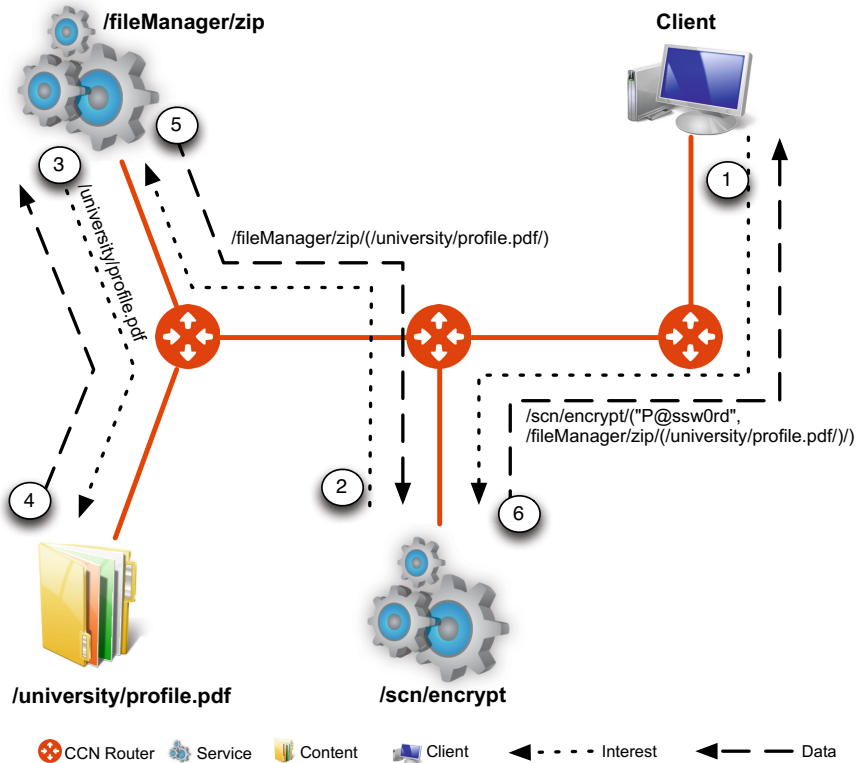 /fileManager/zip
Client
5
3
1
/university/profile.pdf
/fileManager/zip/(/university/profile.pdf/)
/scn/encrypt/("P@ssw0rd",
/fileManager/zip/(/university/profile.pdf/)/)
2
4
6
/university/profile.pdf
/scn/encrypt
CCN Router
Service
Content
Client
Interest
Data